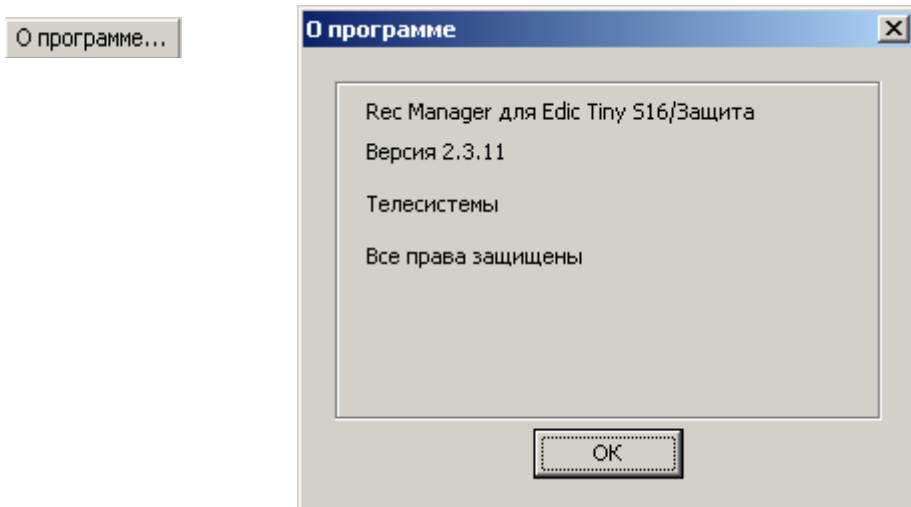 О программе...
О программе
Rec Manager для Edic Tiny S16/Защита
Версия 2.3.11
Телесистемы
Все права защищены
OK